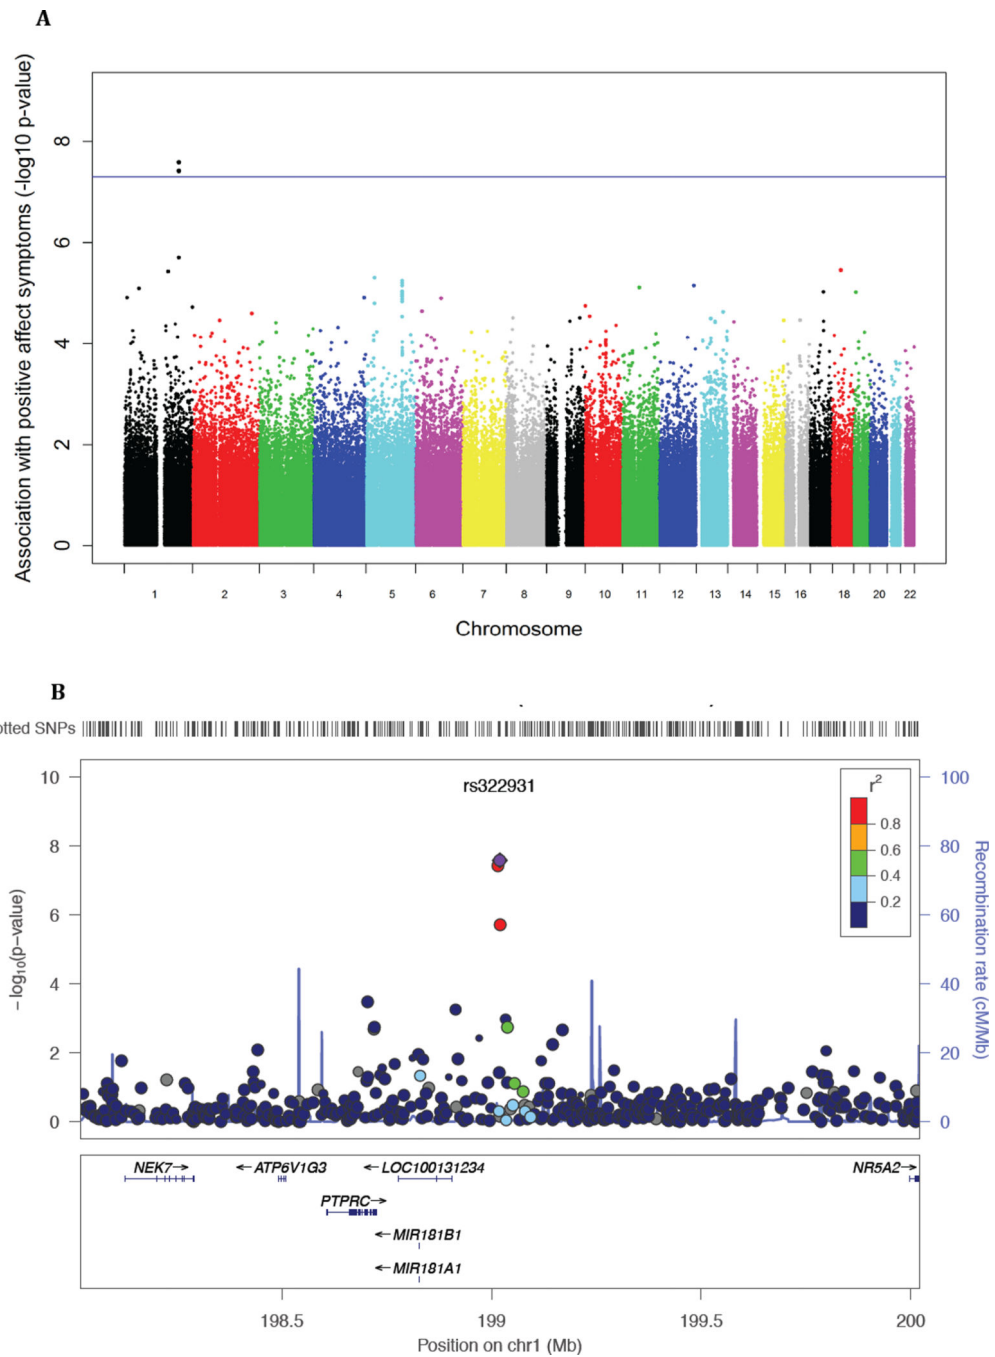 A
Association with positive affect symptoms (-log10 p-value)
8
6
4
2
0
1 2 3 4 5 6 7 8 9 10 11 12 13 14 15 16 18 20 22
Chromosome
B
otted SNPs
rs322931
r2
0.8
0.6
0.4
0.2
10
8
6
4
2
0
−log10(p−value)
100
80
60
40
20
0
Recombination rate (cM/Mb)
NEK7→ ←ATP6V1G3 ←LOC100131234 NR5A2→
PTPRC→
←MIR181B1
←MIR181A1
198.5 199 199.5 200
Position on chr1 (Mb)